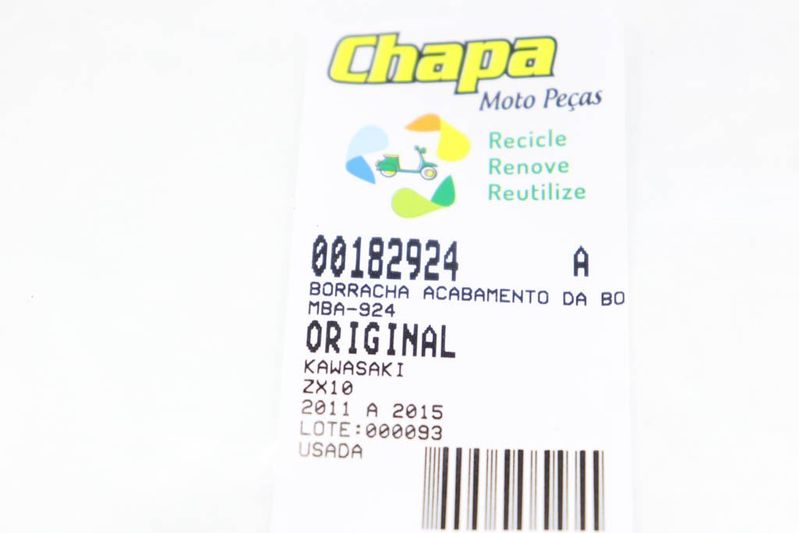 Chapa
Moto Peças
Recicle
Renove
Reutilize
00182924 A
BORRACHA ACABAMENTO DA BO
MBA-924
ORIGINAL
KAWASAKI
ZX10
2011 A 2015
LOTE:000093
USADA